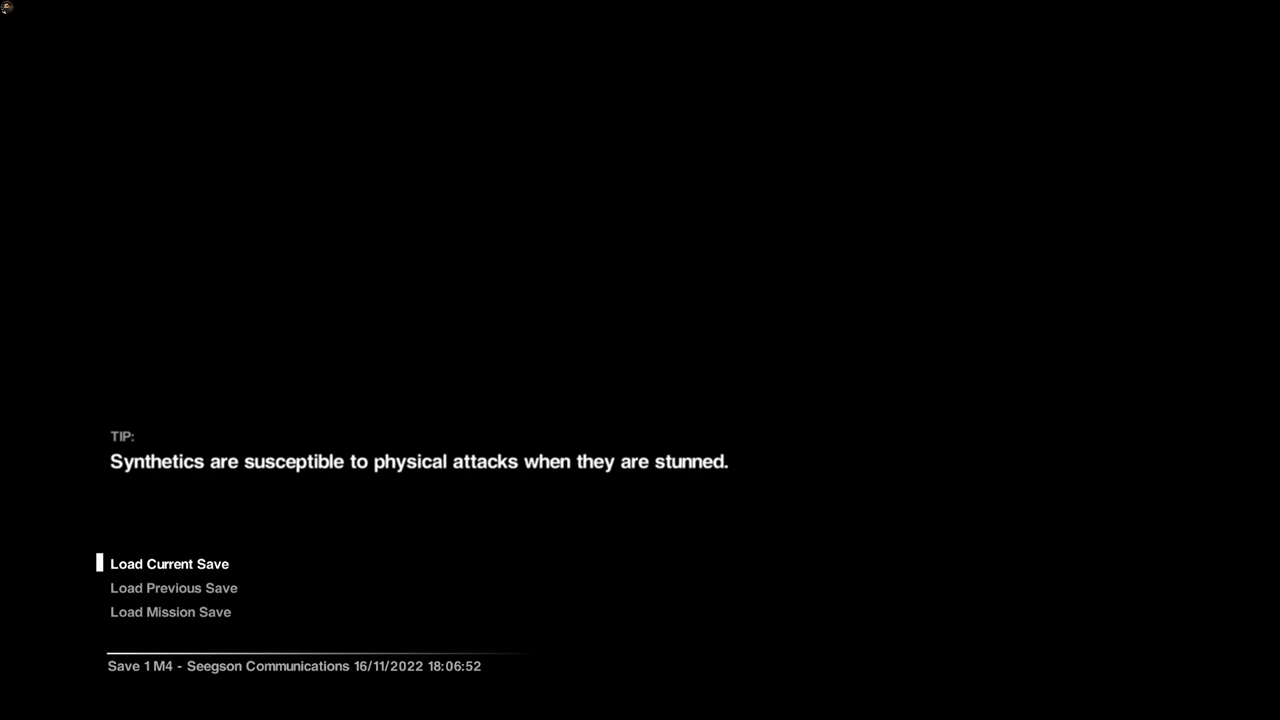 TIP:
Synthetics are susceptible to physical attacks when they are stunned.
Load Current Save
Load Previous Save
Load Mission Save
Save 1 M4 - Seegson Communications 16/11/2022 18:06:52